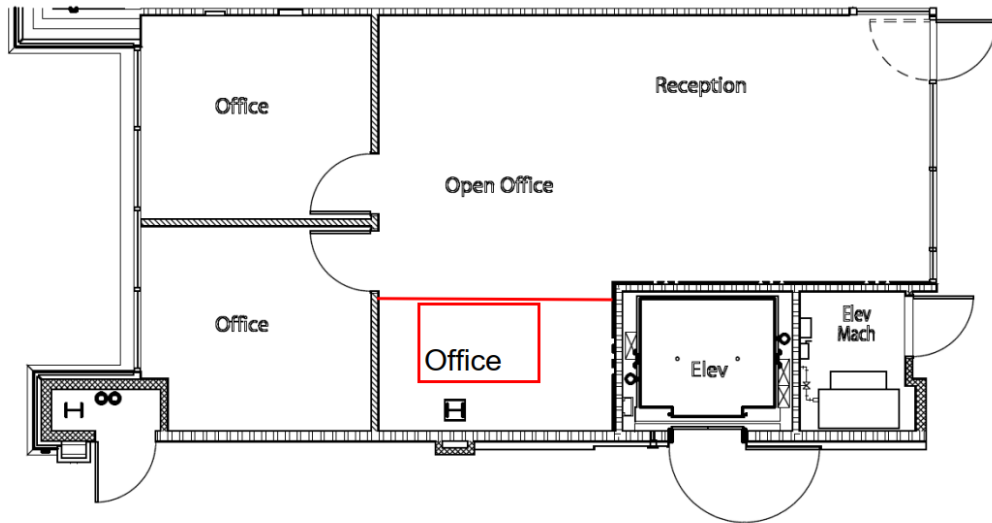 Office
Reception
Open Office
Office
Office
Elev
Elev
Mach